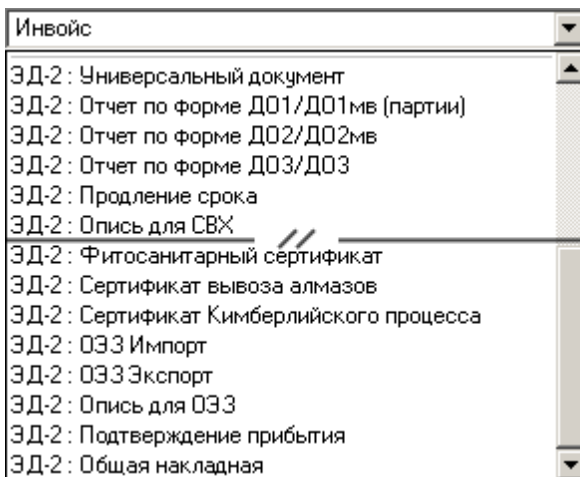 Инвойс
ЭД-2 : Универсальный документ
ЭД-2 : Отчет по форме ДО1/ДО1мв (партии)
ЭД-2 : Отчет по форме ДО2/ДО2мв
ЭД-2 : Отчет по форме ДО3/ДО3
ЭД-2 : Продление срока
ЭД-2 : Опись для СВХ
ЭД-2 : Фитосанитарный сертификат
ЭД-2 : Сертификат вывоза алмазов
ЭД-2 : Сертификат Кимберлийского процесса
ЭД-2 : ОЭЗ Импорт
ЭД-2 : ОЭЗ Экспорт
ЭД-2 : Опись для ОЭЗ
ЭД-2 : Подтверждение прибытия
ЭД-2 : Общая накладная